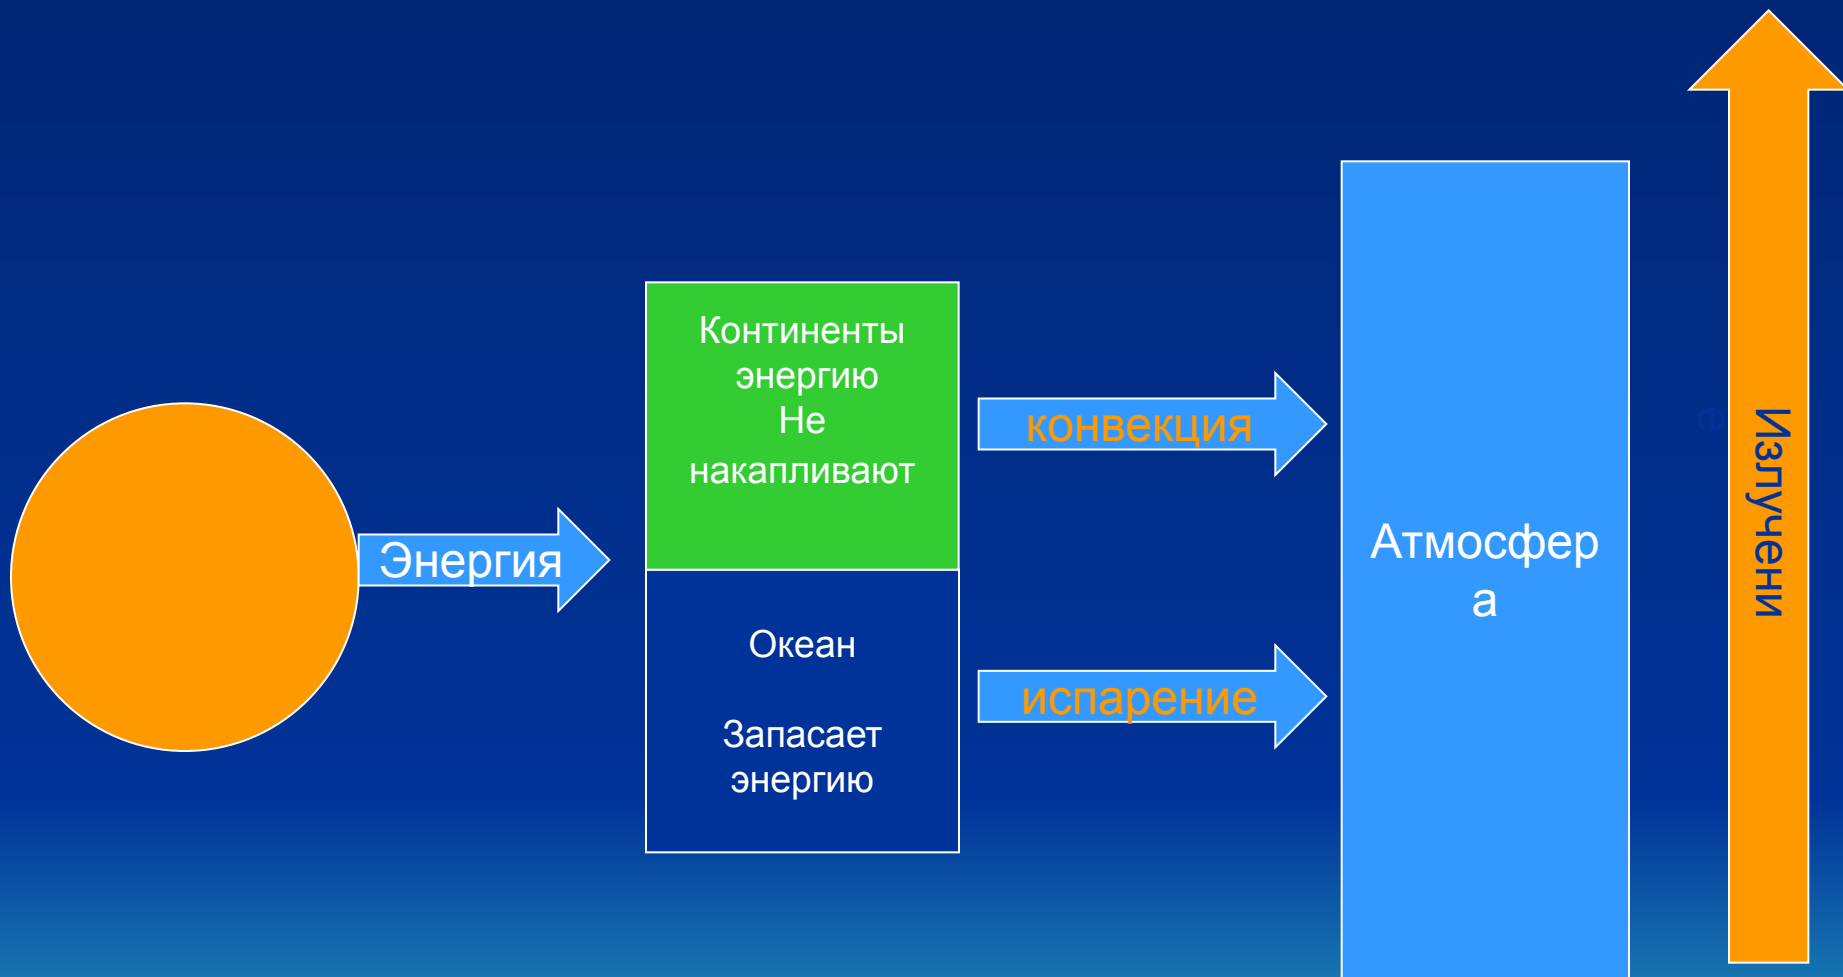 Энергия
Континенты
энергию
Не
накапливают
Океан
Запасает
энергию
конвекция
испарение
Атмосфер
а
Излучени
е